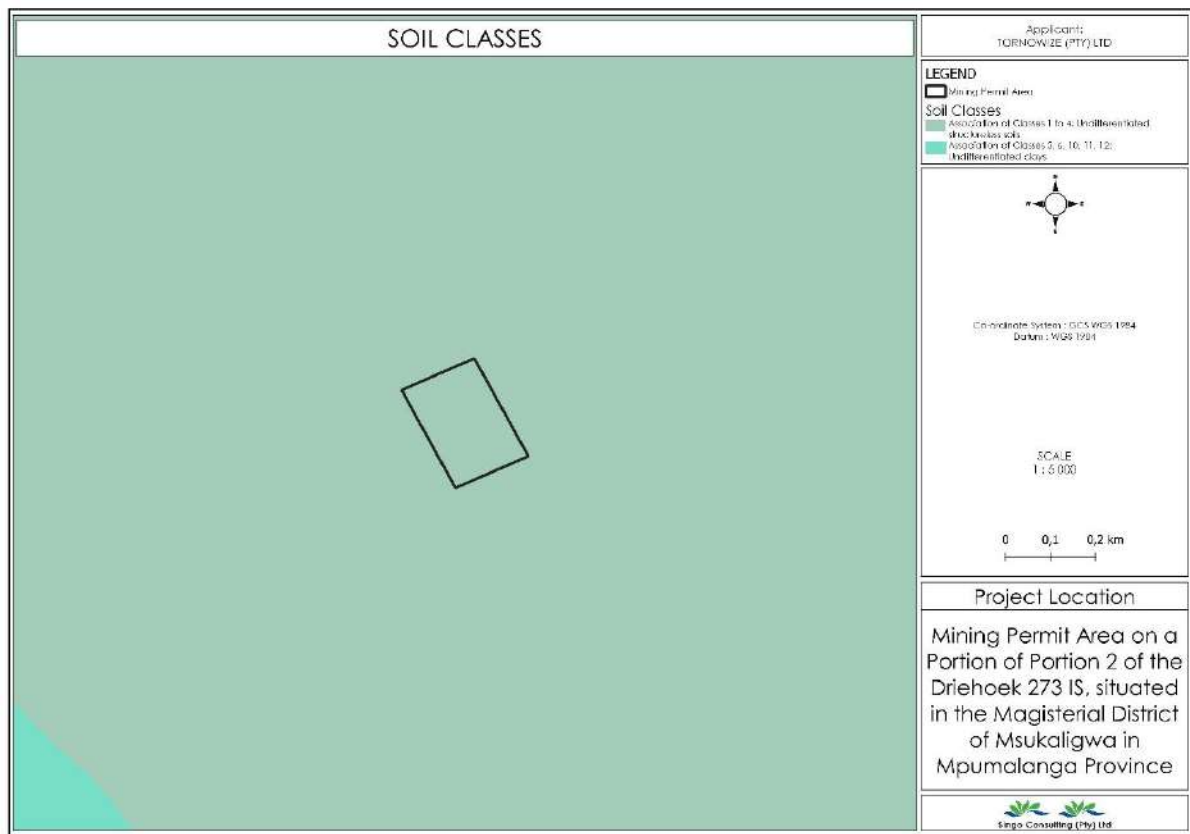 SOIL CLASSES
Applicant:
TORNOWIZE (PTY) LTD
LEGEND
Mining Permit Area
Soil Classes
Association of Classes 1 to 4: Undifferentiated
structureless soils
Association of Classes 5, 6, 10, 11, 12:
Undifferentiated clays
N
W
E
S
Co-ordinate System : GCS WGS 1984
Datum : WGS 1984
SCALE
1 : 5 000
0 0,1 0,2 km
Project Location
Mining Permit Area on a
Portion of Portion 2 of the
Driehoek 273 IS, situated
in the Magisterial District
of Msukaligwa in
Mpumalanga Province
Singo Consulting (Pty) Ltd